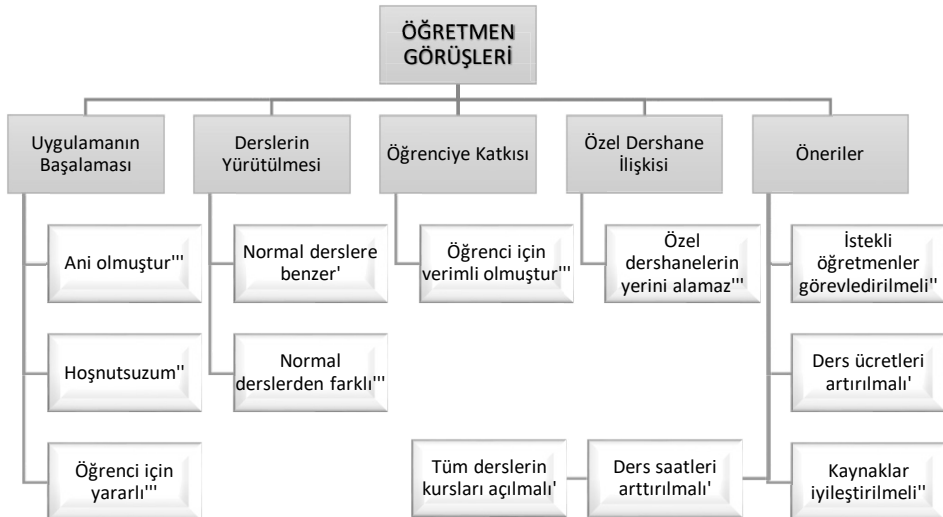 ÖĞRETMEN
GÖRÜŞLERİ
Uygulamanın
Başalaması
Derslerin
Yürütülmesi
Öğrenciye Katkısı
Özel Dershane
İlişkisi
Öneriler
Ani olmuştur'''
Hoşnutsuzum''
Öğrenci için
yararlı'''
Normal derslere
benzer'
Normal
derslerden farklı'''
Öğrenci için
verimli olmuştur'''
Özel
dershanelerin
yerini alamaz'''
İstekli
öğretmenler
görevledirilmeli''
Ders ücretleri
artırılmalı'
Kaynaklar
iyileştirilmeli''
Ders saatleri
arttırılmalı'
Tüm derslerin
kursları açılmalı'